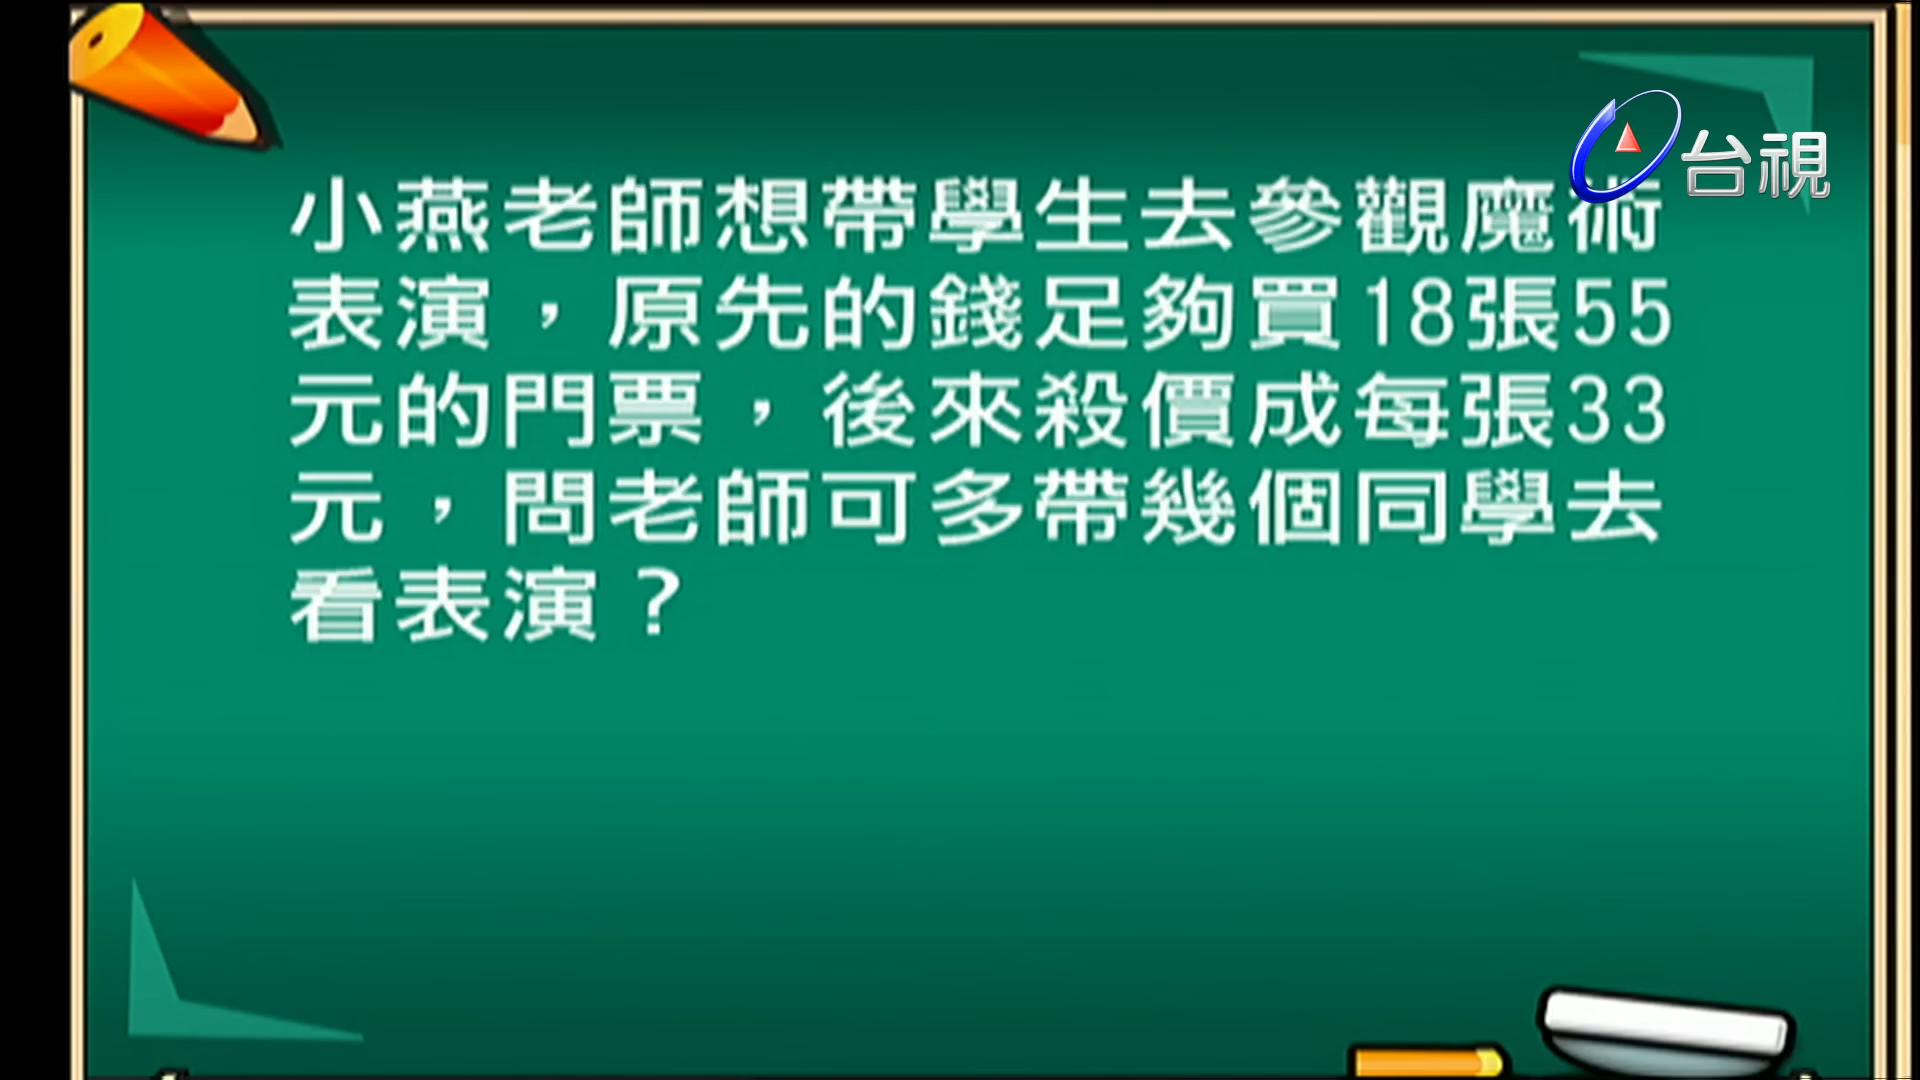 台視
小燕老師想帶學生去參觀魔術
表演，原先的錢足夠買18張55
元的門票，後來殺價成每張33
元，問老師可多帶幾個同學去
看表演？